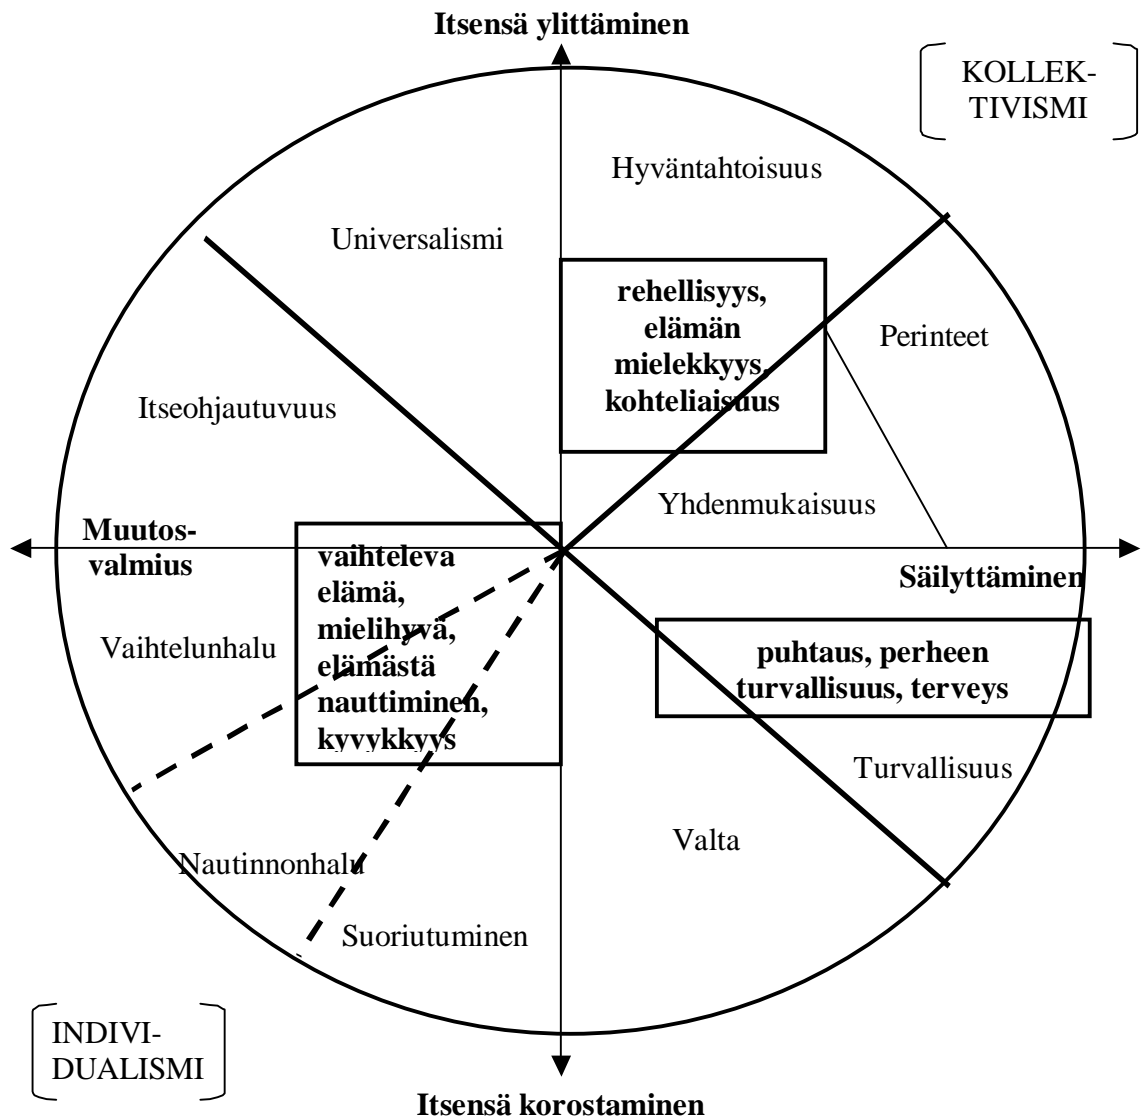 Itsensä ylittäminen
KOLLEK-
TIVISMI
Hyväntahtoisuus
Universalismi
rehellisyys,
elämän
mielekkyys,
kohteliaisuus
Perinteet
Itseohjautuvuus
Yhdenmukaisuus
Muutos-
valmius
Säilyttäminen
vaihteleva
elämä,
mielihyvä,
elämästä
nauttiminen,
kyvykkyys
Vaihtelunhalu
puhtaus, perheen
turvallisuus, terveys
Turvallisuus
Valta
Nautinnonhalu
Suoriutuminen
INDIVI-
DUALISMI
Itsensä korostaminen